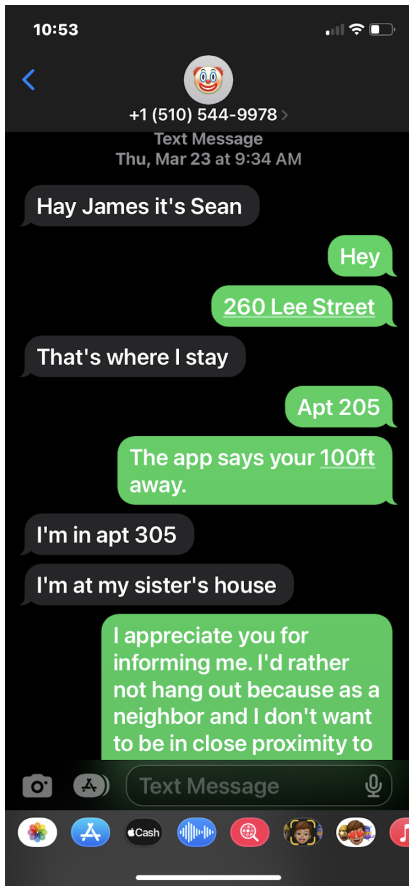 10:53
+1 (510) 544-9978
Text Message
Thu, Mar 23 at 9:34 AM
Hay James it's Sean
Hey
260 Lee Street
That's where I stay
Apt 205
The app says your 100ft
away.
I'm in apt 305
I'm at my sister's house
I appreciate you for
informing me. I'd rather
not hang out because as a
neighbor and I don't want
to be in close proximity to
Text Message
Cash